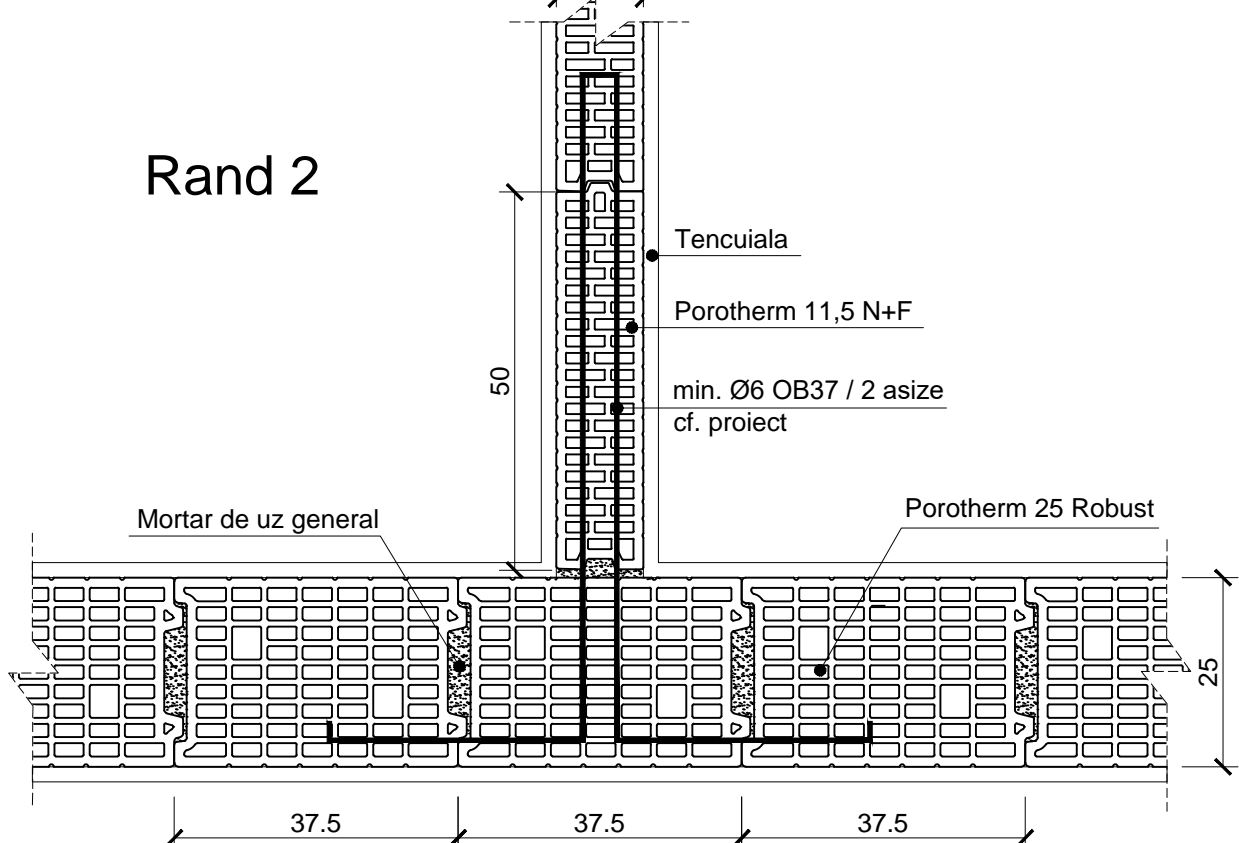 Rand 2
Tencuiala
Porotherm 11,5 N+F
50
min. Ø6 OB37 / 2 asize
cf. proiect
Mortar de uz general
Porotherm 25 Robust
25
37.5
37.5
37.5